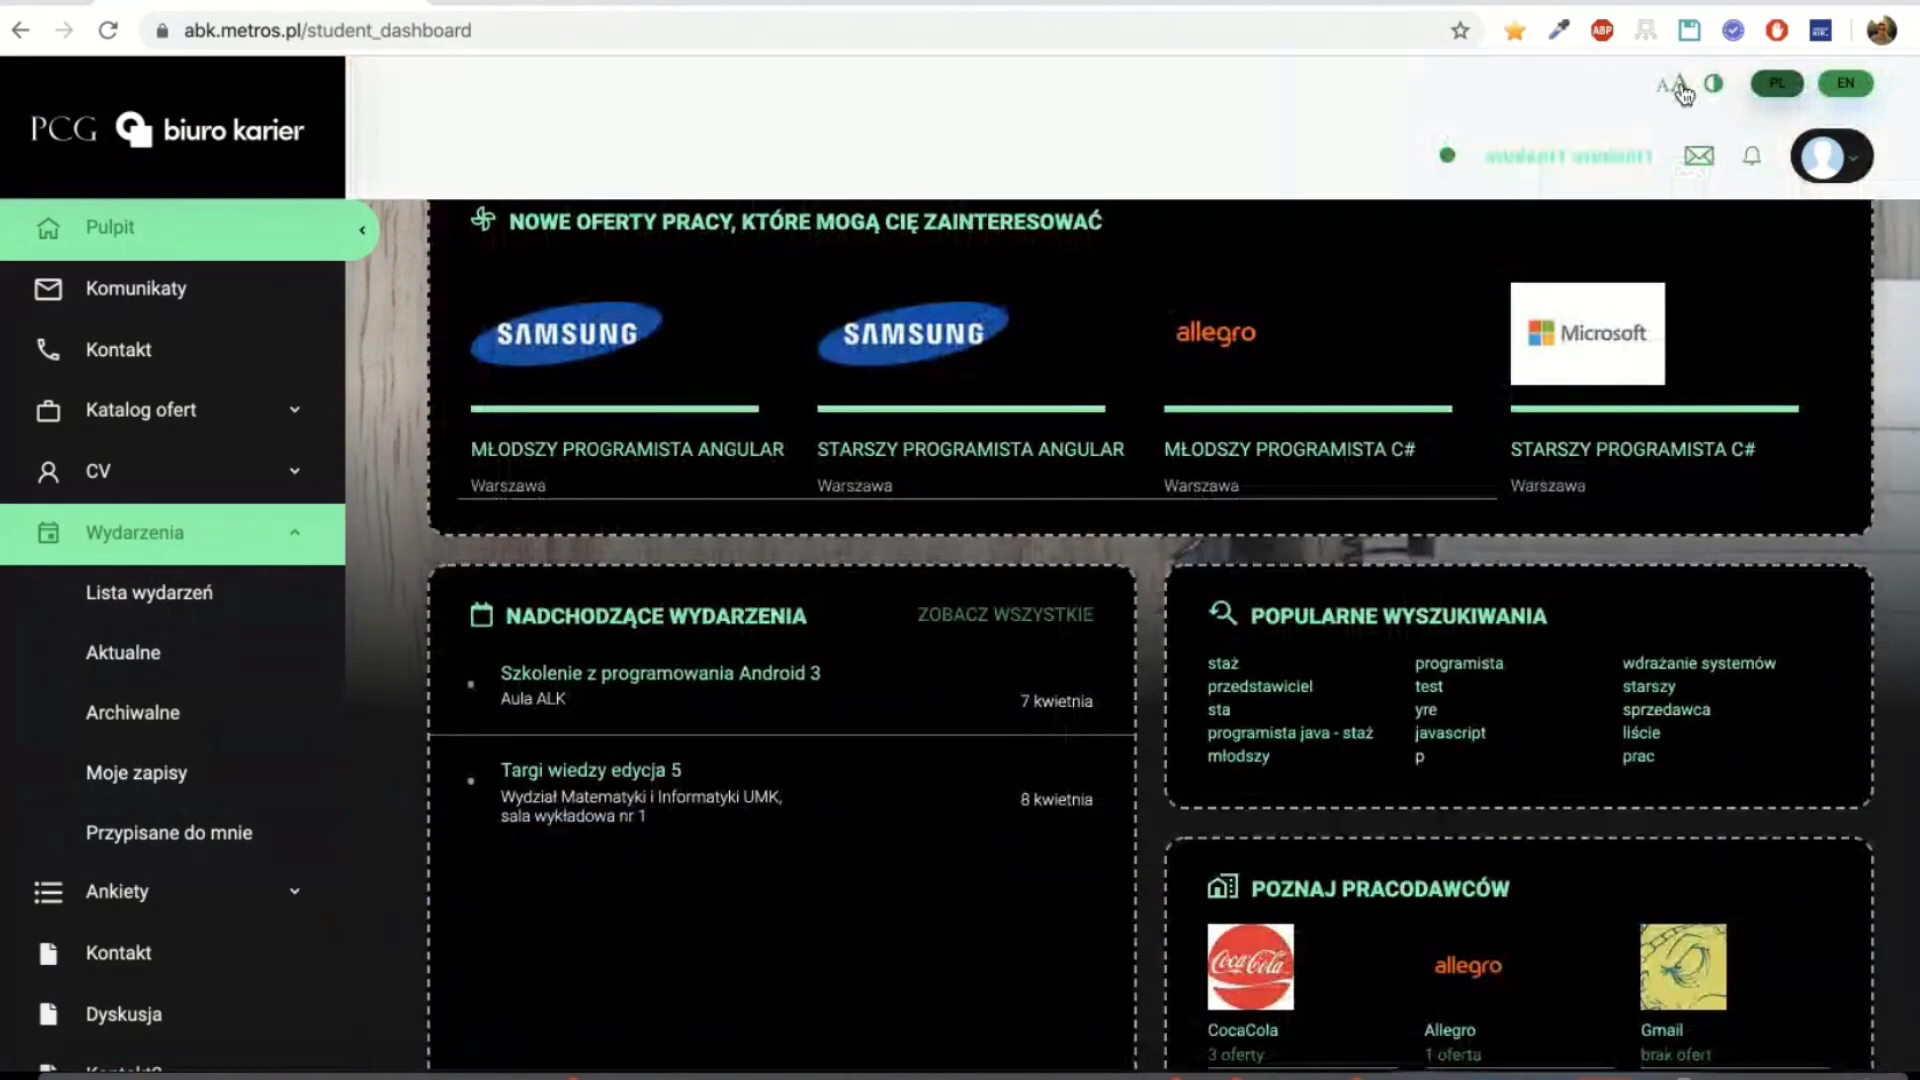 abk.metros.pl/student_dashboard
ABP
PL
EN
PCG biuro karier
Pulpit
Komunikaty
Kontakt
Katalog ofert
CV
Wydarzenia
Lista wydarzeń
Aktualne
Archiwalne
Moje zapisy
Przypisane do mnie
Ankiety
Kontakt
Dyskusja
NOWE OFERTY PRACY, KTÓRE MOGĄ CIĘ ZAINTERESOWAĆ
SAMSUNG
SAMSUNG
allegro
Microsoft
MŁODSZY PROGRAMISTA ANGULAR
STARSZY PROGRAMISTA ANGULAR
MŁODSZY PROGRAMISTA C#
STARSZY PROGRAMISTA C#
Warszawa
Warszawa
Warszawa
Warszawa
NADCHODZĄCE WYDARZENIA
ZOBACZ WSZYSTKIE
Szkolenie z programowania Android 3
Aula ALK
7 kwietnia
Targi wiedzy edycja 5
Wydział Matematyki i Informatyki UMK,
sala wykładowa nr 1
8 kwietnia
POPULARNE WYSZUKIWANIA
staż
programista
wdrażanie systemów
przedstawiciel
test
starszy
sta
yre
sprzedawca
programista java - staż
javascript
liście
młodszy
p
prac
POZNAJ PRACODAWCÓW
Coca-Cola
allegro
CocaCola
Allegro
Gmail
3 oferty
1 oferta
brak ofert